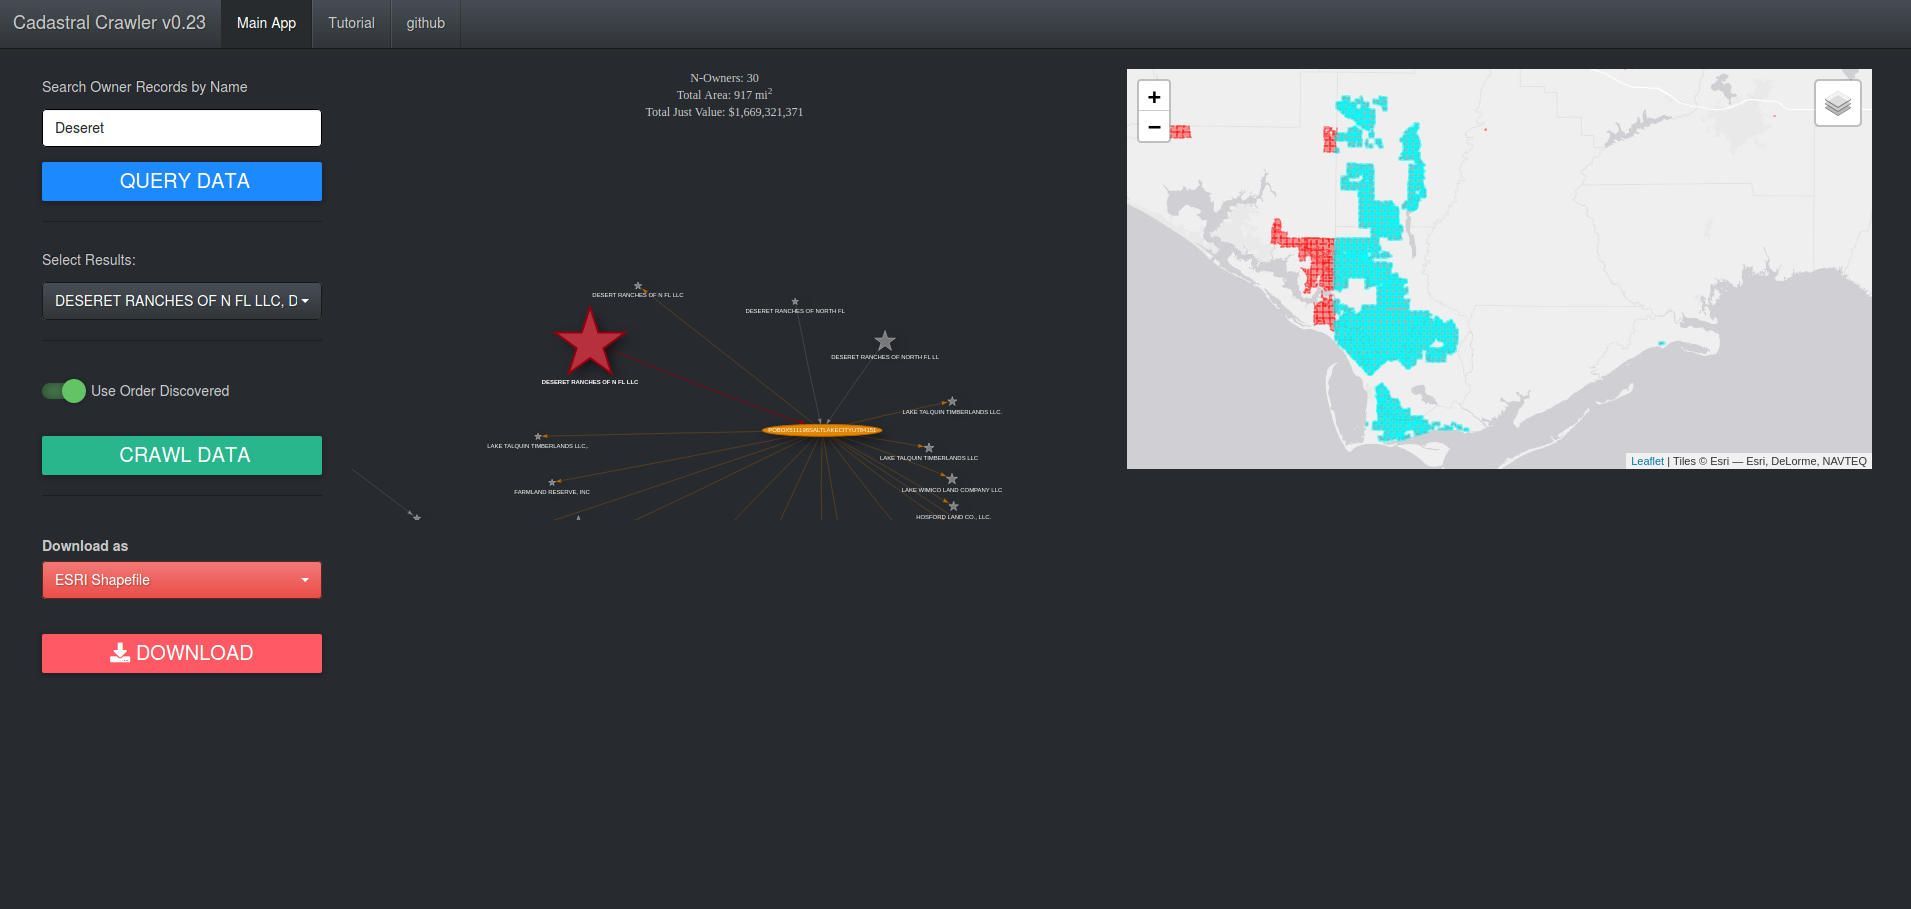 Cadastral Crawler v0.23
Main App
Tutorial
github
Search Owner Records by Name
Deseret
QUERY DATA
Select Results:
DESERET RANCHES OF N FL LLC, D
Use Order Discovered
CRAWL DATA
Download as
ESRI Shapefile
DOWNLOAD
N-Owners: 30
Total Area: 917 mi2
Total Just Value: $1,669,321,371
DESERT RANCHES OF N FL LLC
DESERET RANCHES OF NORTH FL
DESERET RANCHES OF NORTH FL LL
DESERET RANCHES OF N FL LLC
LAKE TALQUIN TIMBERLANDS LLC.
POBOX511196SALTLAKECITYUT84151
LAKE TALQUIN TIMBERLANDS LLC,
LAKE TALQUIN TIMBERLANDS LLC
FARMLAND RESERVE, INC
LAKE WIMICO LAND COMPANY LLC
HOSFORD LAND CO., LLC.
+
−
Leaflet | Tiles © Esri — Esri, DeLorme, NAVTEQ